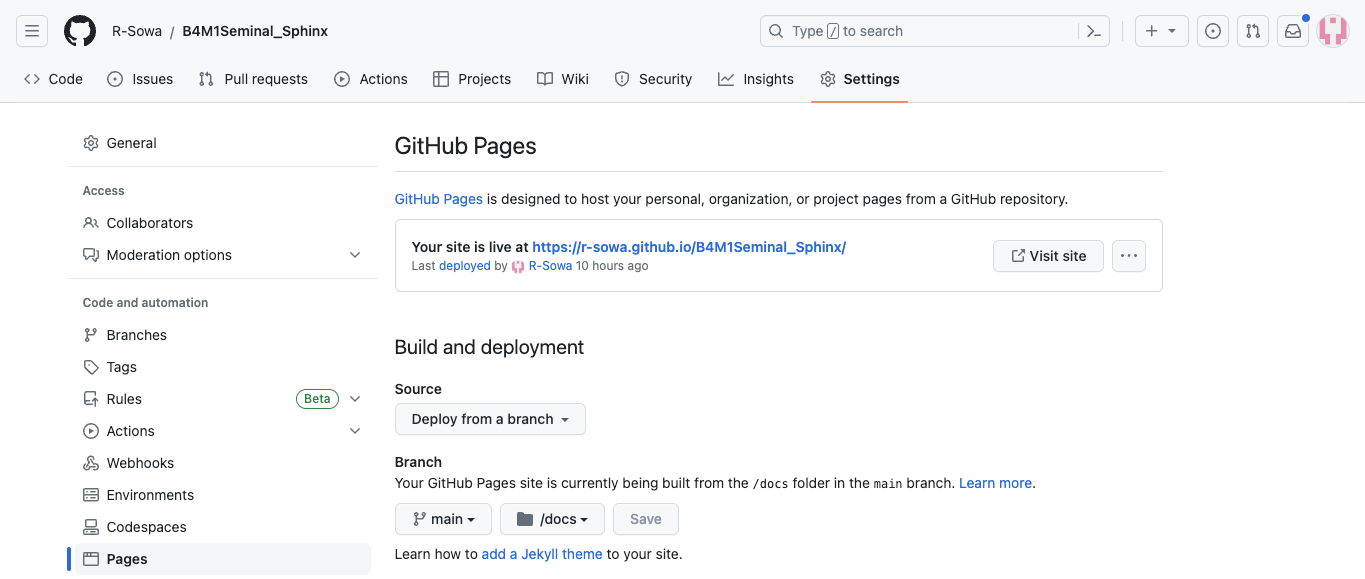 R-Sowa / B4M1Seminal_Sphinx
Type / to search
Code Issues Pull requests Actions Projects Wiki Security Insights Settings
General
Access
Collaborators
Moderation options
Code and automation
Branches
Tags
Rules Beta
Actions
Webhooks
Environments
Codespaces
Pages
GitHub Pages
GitHub Pages is designed to host your personal, organization, or project pages from a GitHub repository.
Your site is live at https://r-sowa.github.io/B4M1Seminal_Sphinx/
Last deployed by R-Sowa 10 hours ago
Visit site
Build and deployment
Source
Deploy from a branch
Branch
Your GitHub Pages site is currently being built from the /docs folder in the main branch. Learn more.
main /docs Save
Learn how to add a Jekyll theme to your site.